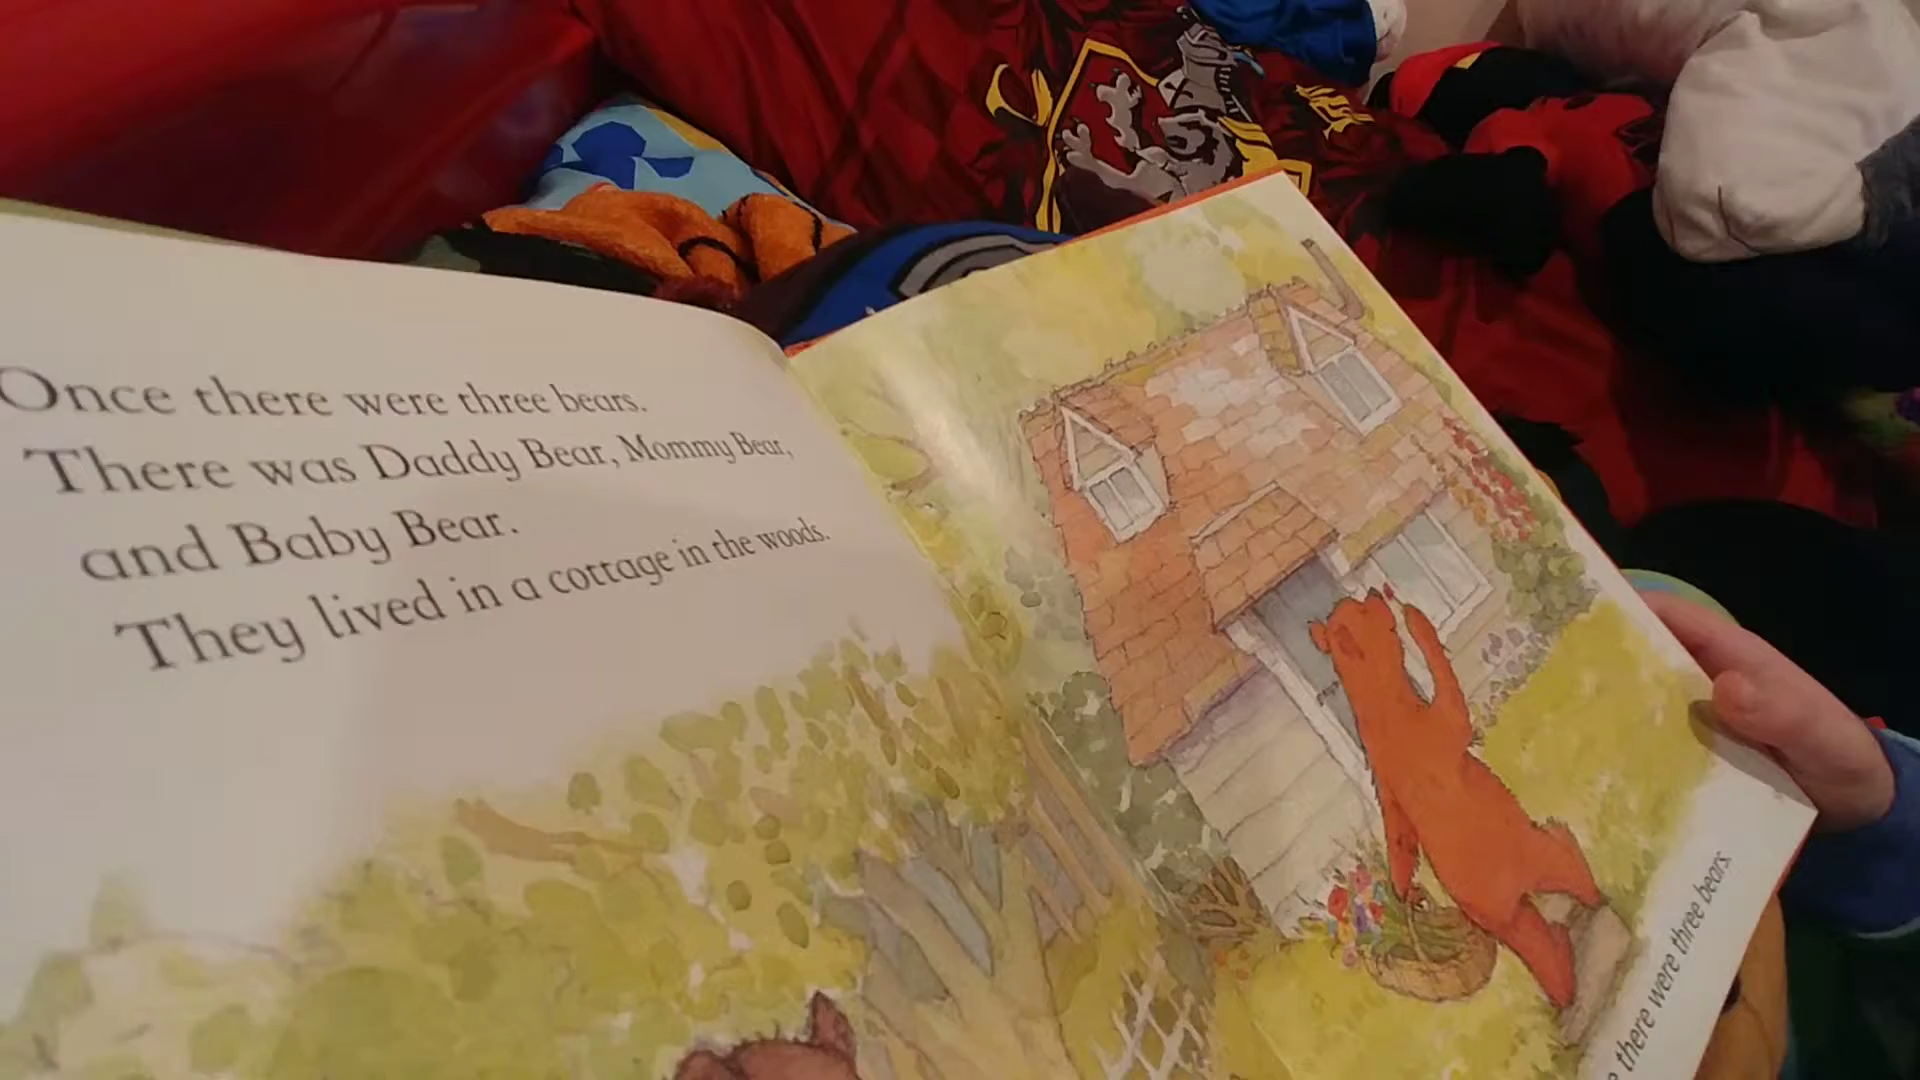 Once there were three bears.
There was Daddy Bear, Mommy Bear,
and Baby Bear.
They lived in a cottage in the woods.
there were three bears.